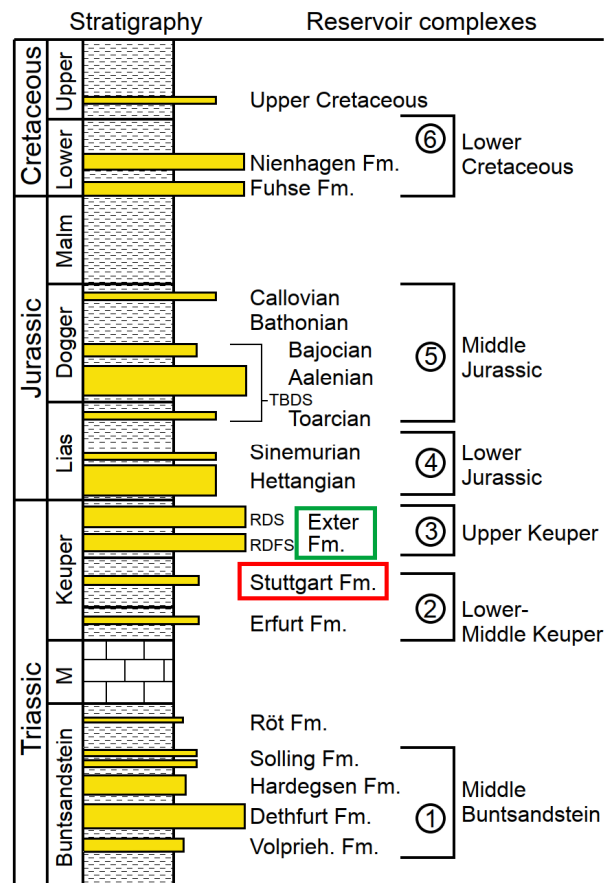 Stratigraphy Reservoir complexes
Cretaceous
Upper
Upper Cretaceous
Lower
Nienhagen Fm.
Fuhse Fm.
6 Lower
Cretaceous
Jurassic
Malm
Dogger
Callovian
Bathonian
Bajocian
Aalenian
TBDS
Toarcian
5 Middle
Jurassic
Lias
Sinemurian
Hettangian
4 Lower
Jurassic
Triassic
Keuper
RDS Exter
RDFS Fm.
3 Upper Keuper
Stuttgart Fm.
Erfurt Fm.
2 Lower-
Middle Keuper
M
Buntsandstein
Röt Fm.
Solling Fm.
Hardegsen Fm.
Dethfurt Fm.
Volprieh. Fm.
1 Middle
Buntsandstein